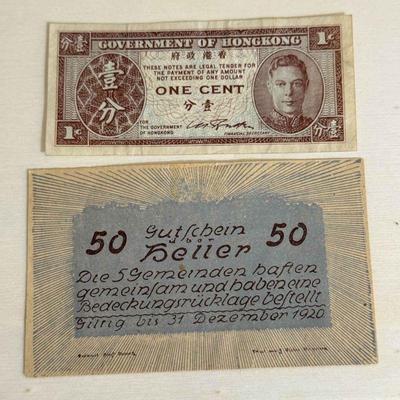 分 GOVERNMENT OF HONGKONG 1¢
府政港香
THESE NOTES ARE LEGAL TENDER FOR
THE PAYMENT OF ANY AMOUNT
NOT EXCEEDING ONE DOLLAR
壹分
ONE CENT
分壹
FOR
THE GOVERNMENT
OF HONGKONG
FINANCIAL SECRETARY
1¢ 分壹
Gutschein
50 über 50
Heller
Die 5 Gemeinden haften
gemeinsam und haben eine
Bedeckungsrücklage bestellt
Giltig bis 31 Dezember 1920